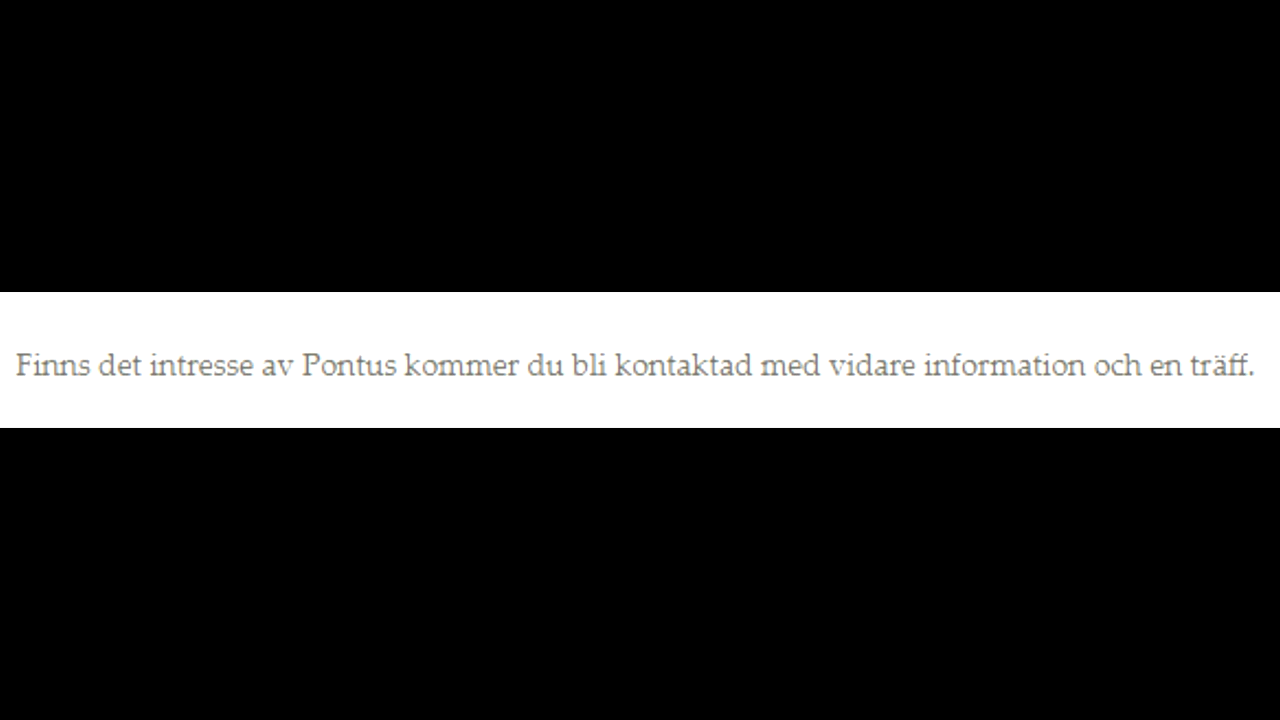 Finns det intresse av Pontus kommer du bli kontaktad med vidare information och en träff.